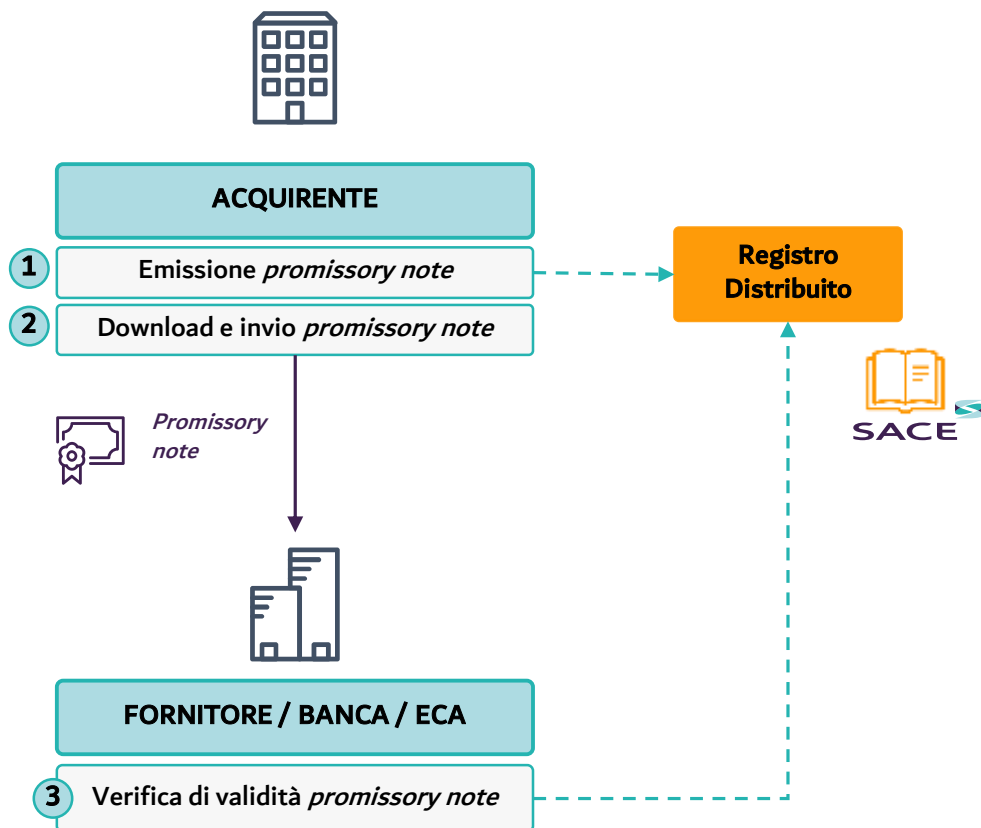 ACQUIRENTE
1
Emissione promissory note
2
Download e invio promissory note
Registro
Distribuito
SACE
Promissory
note
FORNITORE / BANCA / ECA
3
Verifica di validità promissory note